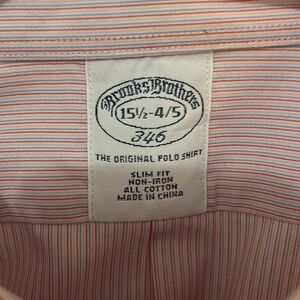 Brooks Brothers
15½-4/5
346
THE ORIGINAL POLO SHIRT
SLIM FIT
NON-IRON
ALL COTTON
MADE IN CHINA